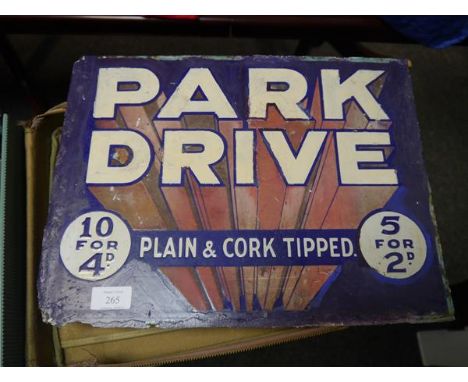 PARK
DRIVE
10
FOR
4D.
PLAIN & CORK TIPPED.
5
FOR
2D
265